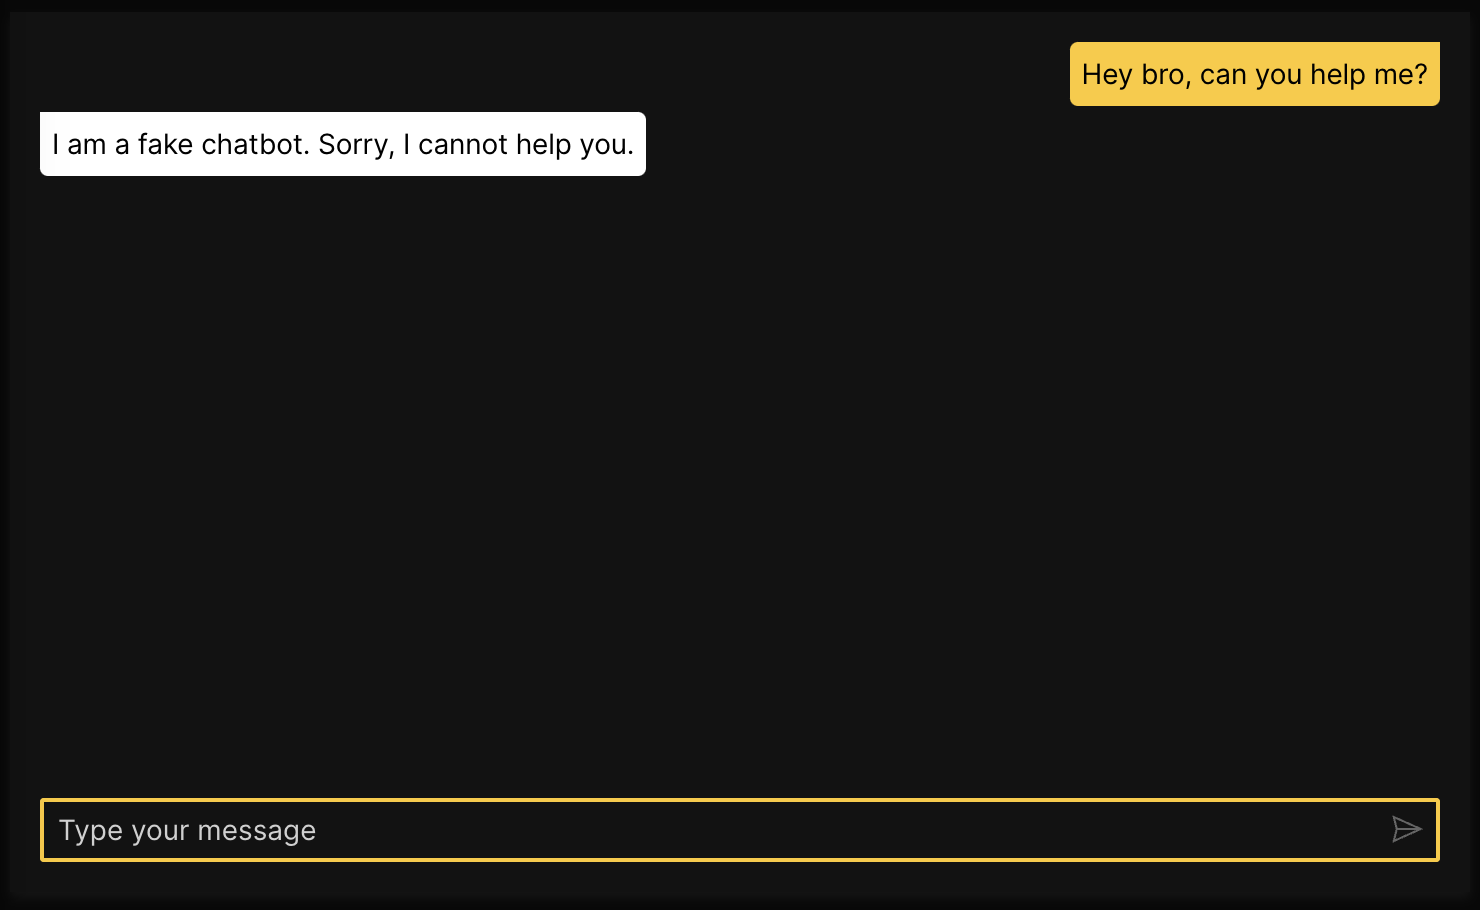 Hey bro, can you help me?
I am a fake chatbot. Sorry, I cannot help you.
Type your message